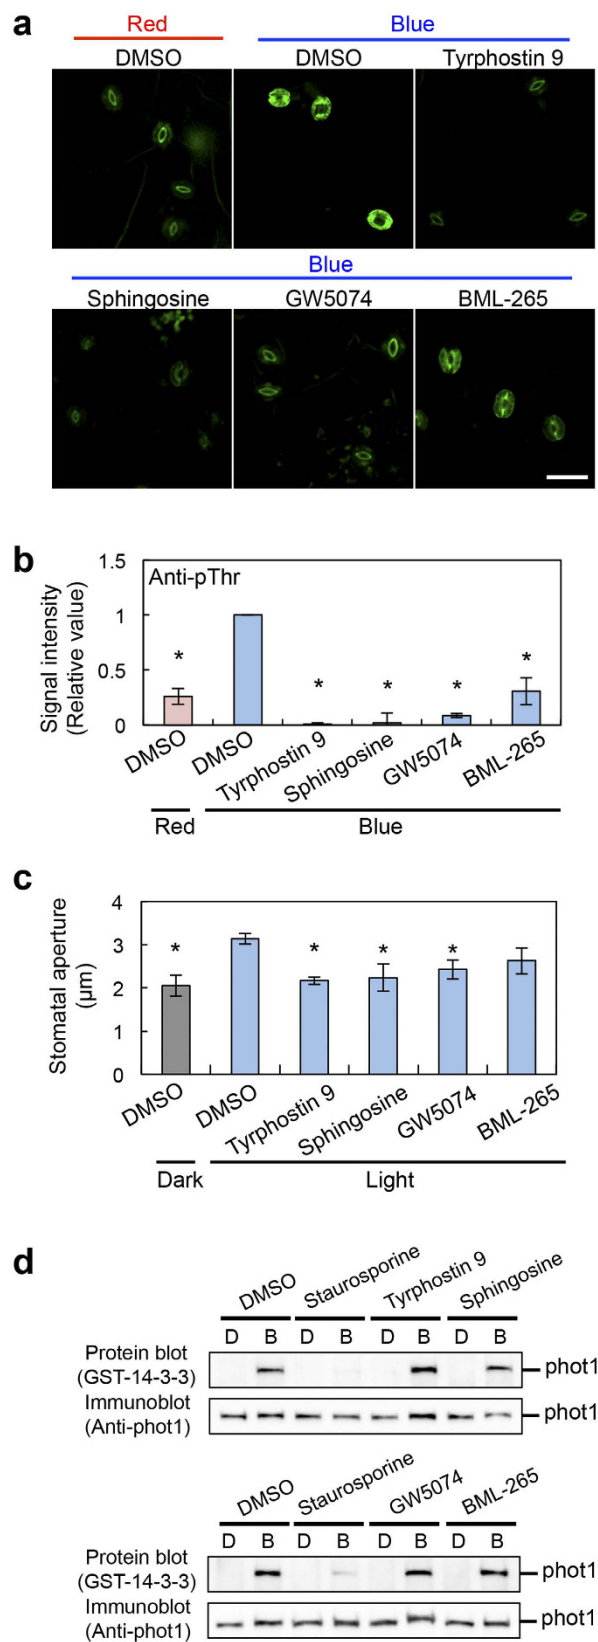 a
Red
Blue
DMSO
DMSO
Tyrphostin 9
Blue
Sphingosine
GW5074
BML-265
b
Signal intensity
(Relative value)
1.5
1
0.5
0
Anti-pThr
*
*
*
*
*
DMSO
DMSO
Tyrphostin 9
Sphingosine
GW5074
BML-265
Red
Blue
c
Stomatal aperture
(μm)
4
3
2
1
0
*
*
*
*
DMSO
DMSO
Tyrphostin 9
Sphingosine
GW5074
BML-265
Dark
Light
d
DMSO
Staurosporine
Tyrphostin 9
Sphingosine
D B D B D B D B
Protein blot
(GST-14-3-3)
phot1
Immunoblot
(Anti-phot1)
phot1
DMSO
Staurosporine
GW5074
BML-265
D B D B D B D B
Protein blot
(GST-14-3-3)
phot1
Immunoblot
(Anti-phot1)
phot1